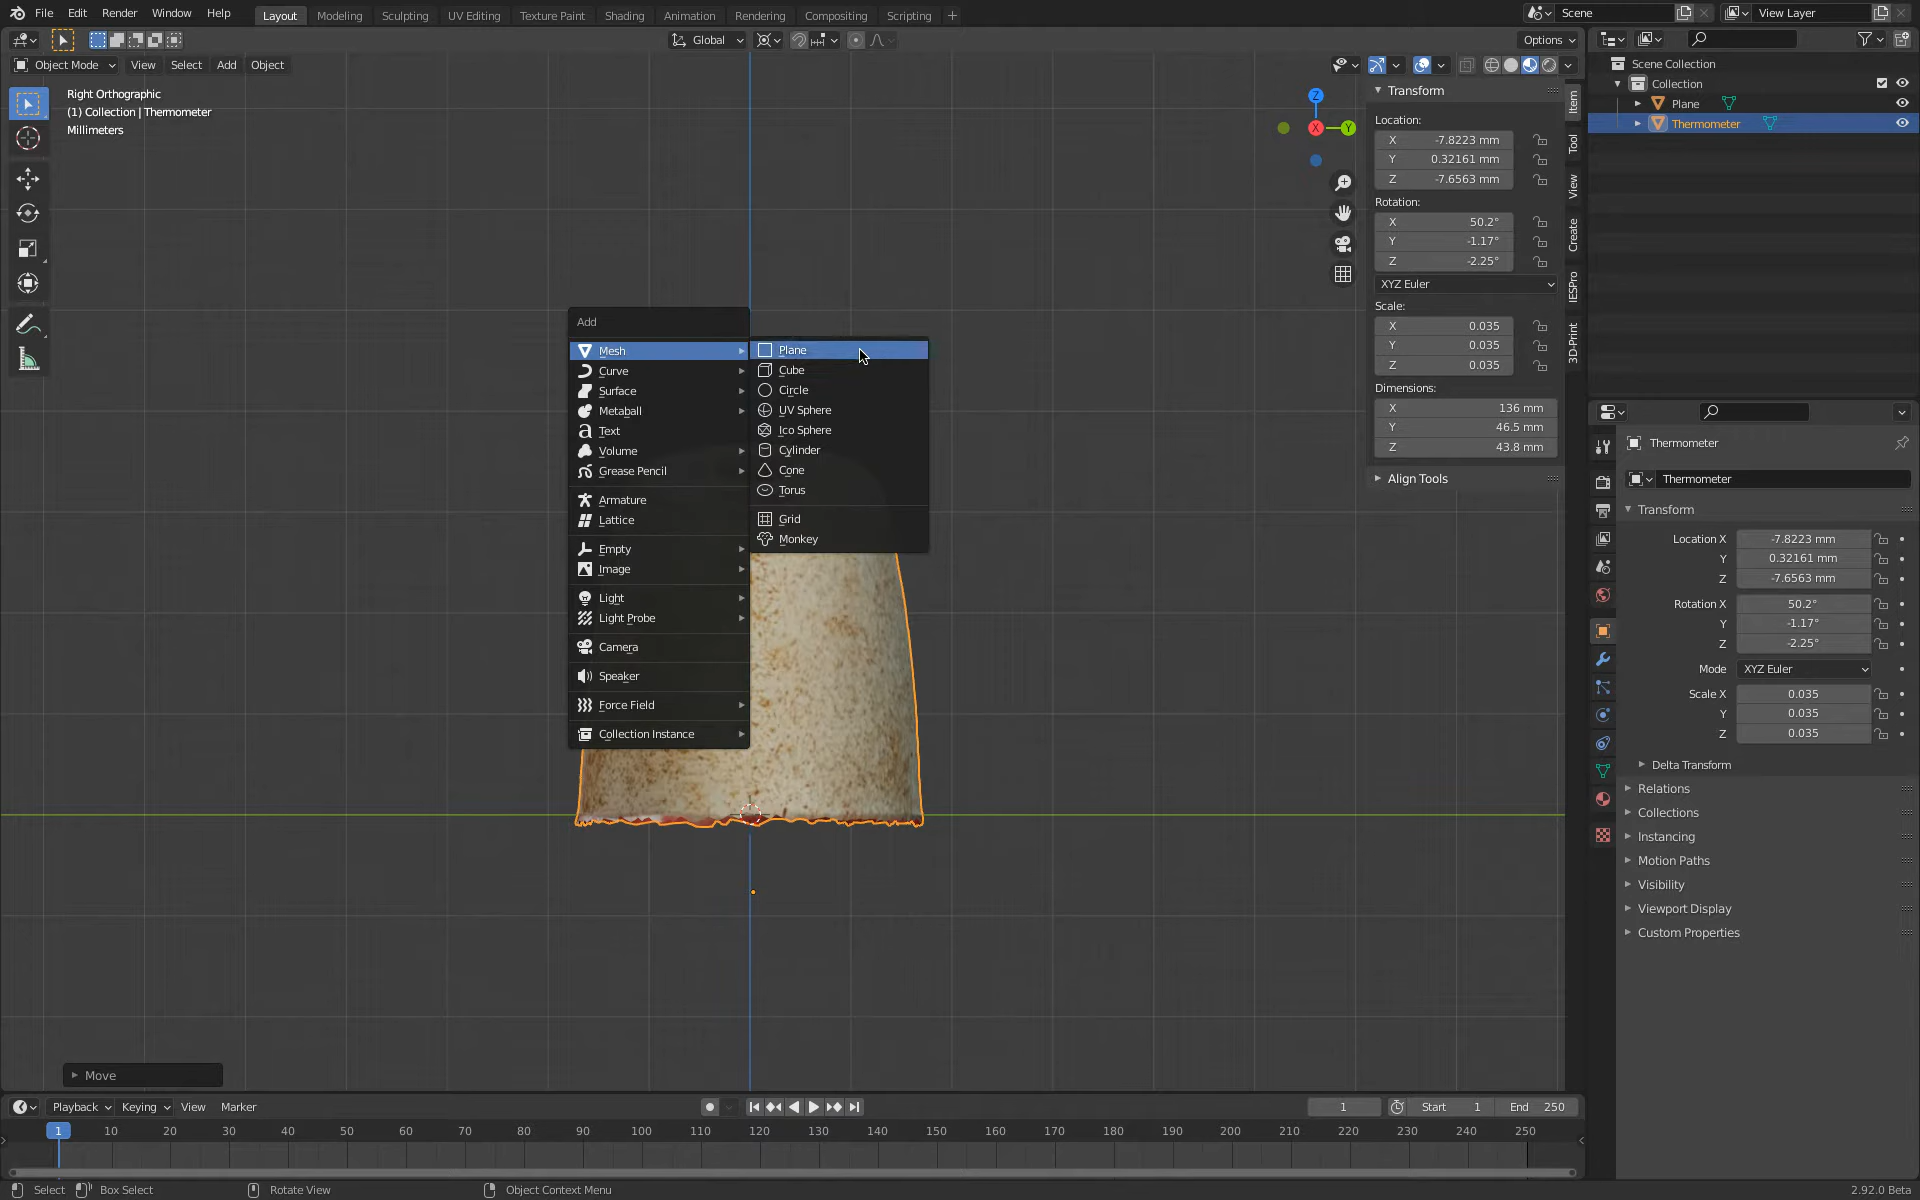 File Edit Render Window Help Layout Modeling Sculpting UV Editing Texture Paint Shading Animation Rendering Compositing Scripting + Scene View Layer
Global Options
Object Mode View Select Add Object
Right Orthographic
(1) Collection | Thermometer
Millimeters
Add
Mesh
Curve
Surface
Metaball
Text
Volume
Grease Pencil
Armature
Lattice
Empty
Image
Light
Light Probe
Camera
Speaker
Force Field
Collection Instance
Plane
Cube
Circle
UV Sphere
Ico Sphere
Cylinder
Cone
Torus
Grid
Monkey
Z
X
Y
Transform
Location:
X -7.8223 mm
Y 0.32161 mm
Z -7.6563 mm
Rotation:
X 50.2°
Y -1.17°
Z -2.25°
XYZ Euler
Scale:
X 0.035
Y 0.035
Z 0.035
Dimensions:
X 136 mm
Y 46.5 mm
Z 43.8 mm
Align Tools
Item
Tool
View
Create
IESPro
3D-Print
Scene Collection
Collection
Plane
Thermometer
Thermometer
Thermometer
Transform
Location X -7.8223 mm
Y 0.32161 mm
Z -7.6563 mm
Rotation X 50.2°
Y -1.17°
Z -2.25°
Mode XYZ Euler
Scale X 0.035
Y 0.035
Z 0.035
Delta Transform
Relations
Collections
Instancing
Motion Paths
Visibility
Viewport Display
Custom Properties
Move
Playback Keying View Marker 1 Start 1 End 250
1 10 20 30 40 50 60 70 80 90 100 110 120 130 140 150 160 170 180 190 200 210 220 230 240 250
Select Box Select Rotate View Object Context Menu 2.92.0 Beta